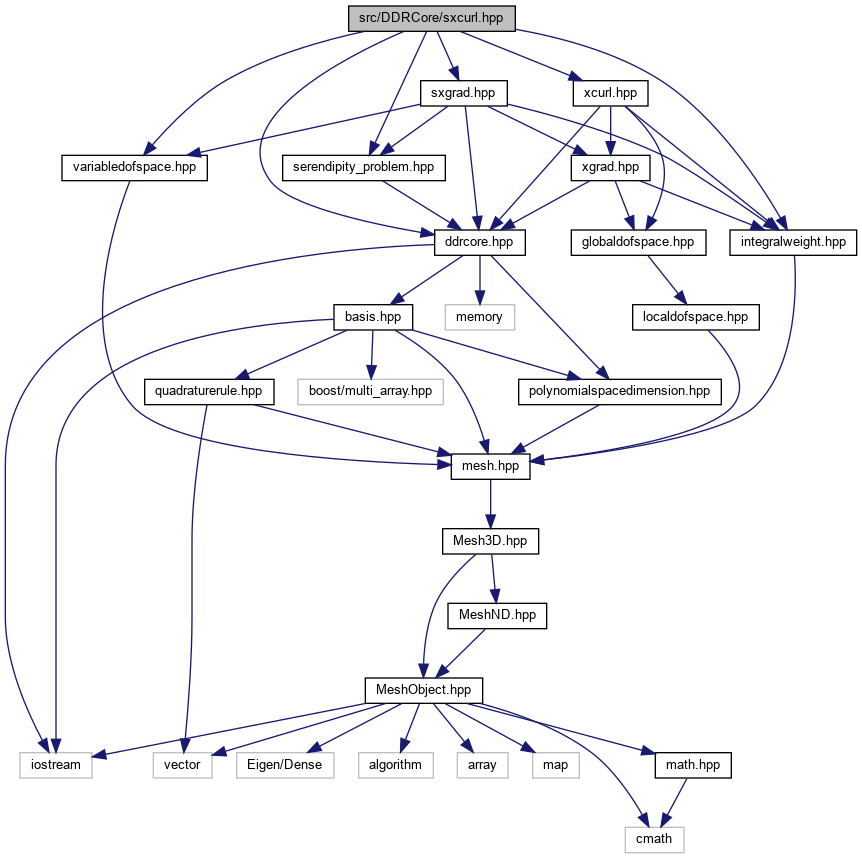 src/DDRCore/sxcurl.hpp
sxgrad.hpp
xcurl.hpp
variabledofspace.hpp
serendipity_problem.hpp
xgrad.hpp
ddrcore.hpp
globaldofspace.hpp
integralweight.hpp
basis.hpp
memory
localdofspace.hpp
quadraturerule.hpp
boost/multi_array.hpp
polynomialspacedimension.hpp
mesh.hpp
Mesh3D.hpp
MeshND.hpp
MeshObject.hpp
iostream
vector
Eigen/Dense
algorithm
array
map
math.hpp
cmath